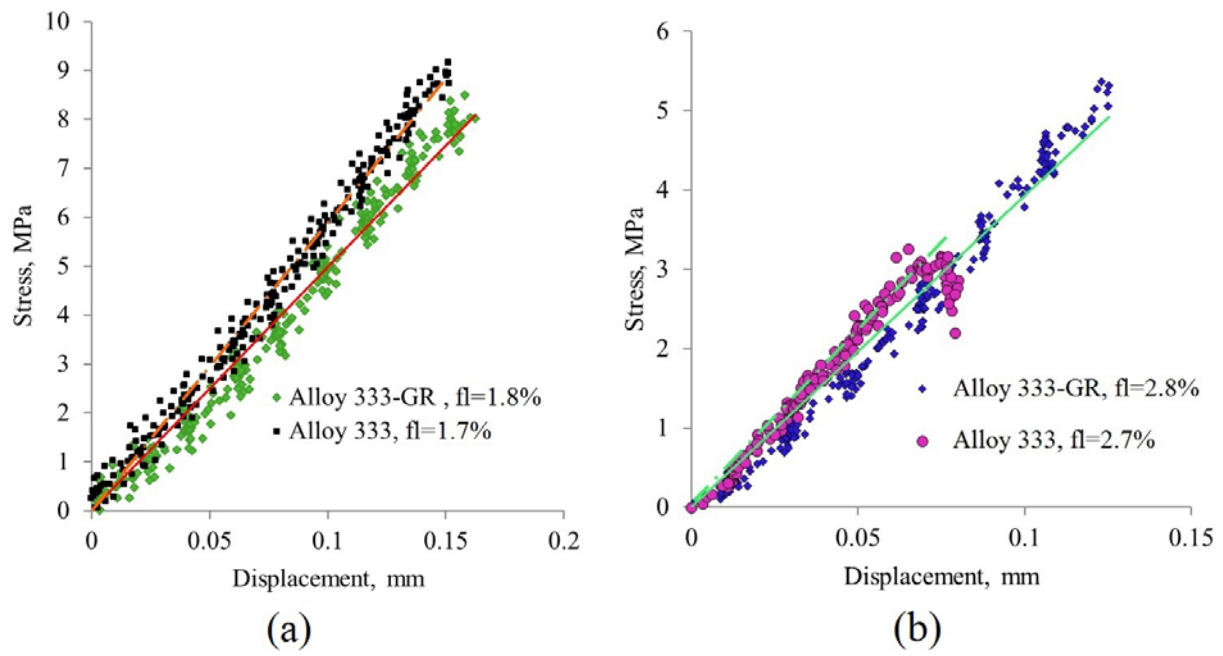 10
9
8
7
6
5
4
3
2
1
0
Stress, MPa
Alloy 333-GR , fl=1.8%
Alloy 333, fl=1.7%
0 0.05 0.1 0.15 0.2
Displacement, mm
(a)
6
5
4
3
2
1
0
Stress, MPa
Alloy 333-GR, fl=2.8%
Alloy 333, fl=2.7%
0 0.05 0.1 0.15
Displacement, mm
(b)